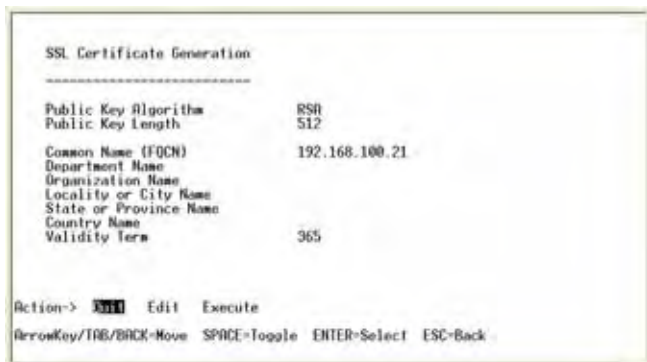 SSL Certificate Generation
--------------------------
Public Key Algorithm RSA
Public Key Length 512
Common Name (FQCN) 192.168.100.21
Department Name
Organization Name
Locality or City Name
State or Province Name
Country Name
Validity Term 365
Action-> Quit Edit Execute
ArrowKey/TAB/BACK=Move SPACE=Toggle ENTER=Select ESC=Back